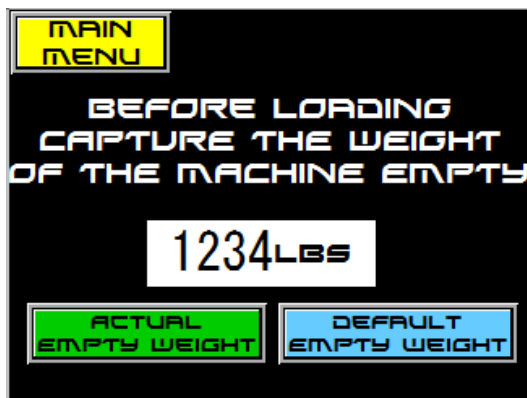 MAIN
MENU
BEFORE LOADING
CAPTURE THE WEIGHT
OF THE MACHINE EMPTY
1234LBS
ACTUAL
EMPTY WEIGHT
DEFAULT
EMPTY WEIGHT